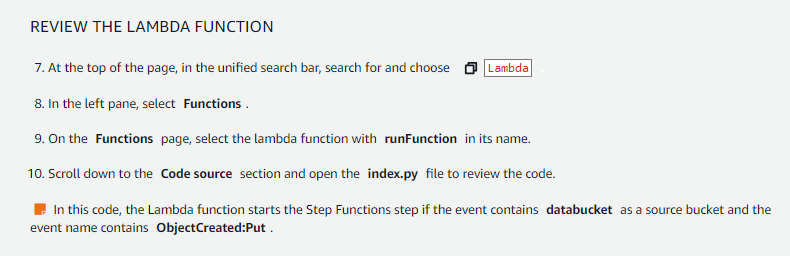 REVIEW THE LAMBDA FUNCTION
7. At the top of the page, in the unified search bar, search for and choose Lambda .
8. In the left pane, select Functions .
9. On the Functions page, select the lambda function with runFunction in its name.
10. Scroll down to the Code source section and open the index.py file to review the code.
In this code, the Lambda function starts the Step Functions step if the event contains databucket as a source bucket and the
event name contains ObjectCreated:Put .